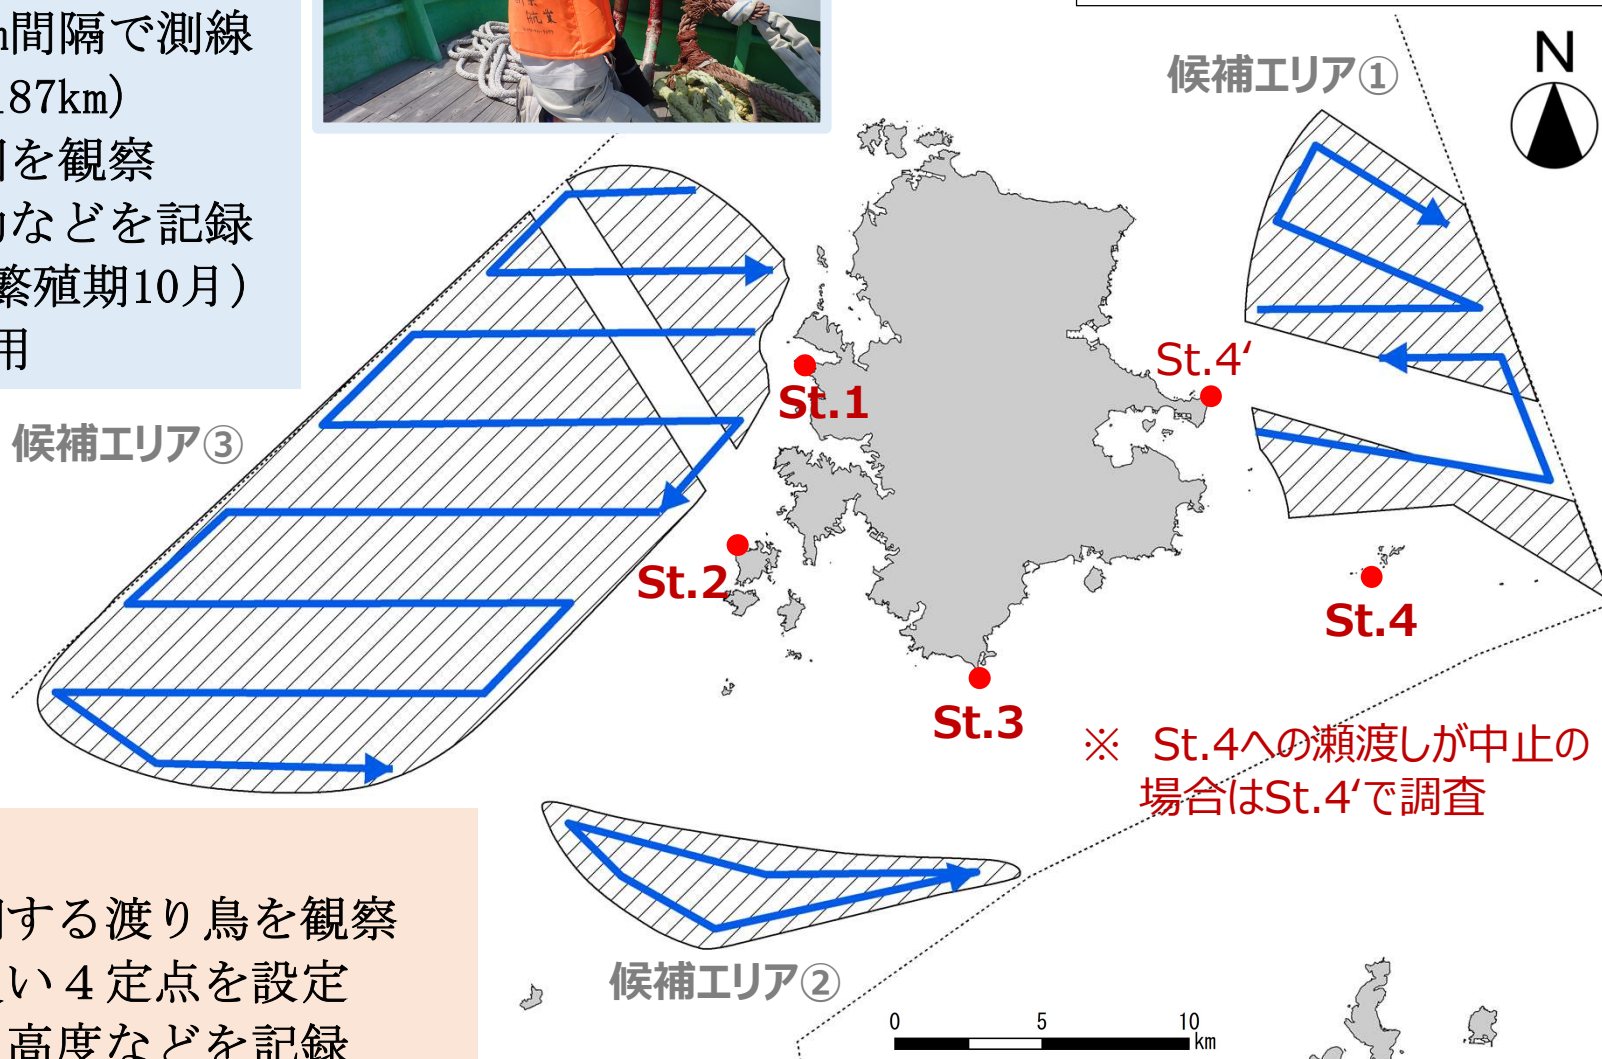 間隔で測線
87km)
を観察
などを記録
繁殖期10月)
用
航業
候補エリア①
N
St.4‘
St.1
候補エリア③
St.2
St.4
St.3
※ St.4への瀬渡しが中止の
場合はSt.4‘で調査
する渡り鳥を観察
い4定点を設定
高度などを記録
候補エリア②
0 5 10
km